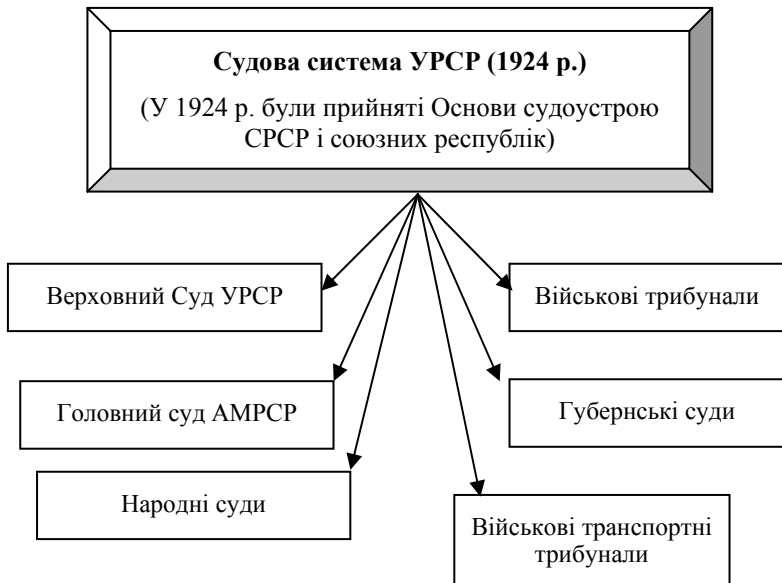 Судова система УРСР (1924 р.)
(У 1924 р. були прийняті Основи судоустрою
СРСР і союзних республік)
Верховний Суд УРСР
Військові трибунали
Головний суд АМРСР
Губернські суди
Народні суди
Військові транспортні
трибунали